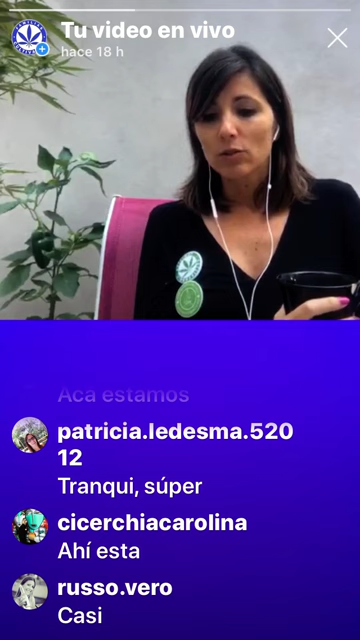 Tu video en vivo
hace 18 h
Aca estamos
patricia.ledesma.520
12
Tranqui, súper
cicerchiacarolina
Ahí esta
russo.vero
Casi